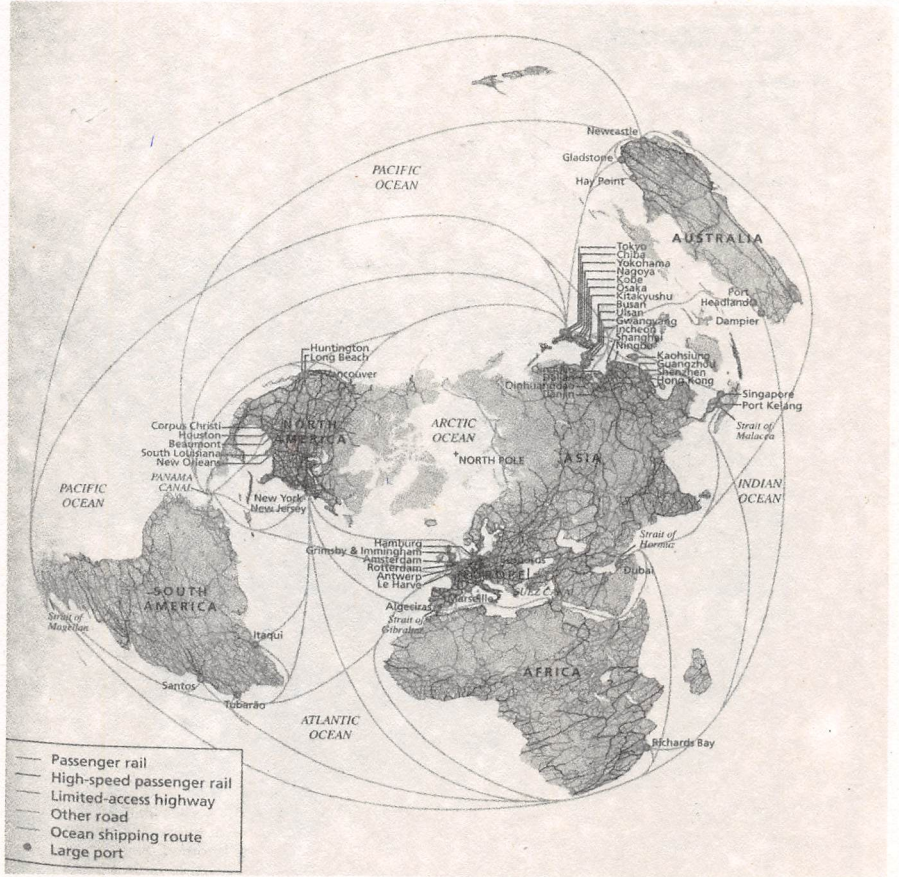 Newcastle
Gladstone
Hay Point
PACIFIC
OCEAN
AUSTRALIA
Tokyo
Chiba
Yokohama
Nagoya
Kobe
Osaka
Kitakyushu
Busan
Ulsan
Gwangyang
Incheon
Shanghai
Ningbo
Port
Headland
Dampier
Huntington
Long Beach
Vancouver
Kaohsiung
Guangzhou
Shenzhen
Hong Kong
Qinhuangdao
Singapore
Port Kelang
Strait of
Malacca
Corpus Christi
Houston
Beaumont
South Louisiana
New Orleans
NORTH
AMERICA
ARCTIC
OCEAN
NORTH POLE
ASIA
PANAMA
CANAL
PACIFIC
OCEAN
New York
New Jersey
INDIAN
OCEAN
Strait of
Hormuz
Dubai
Hamburg
Grimsby & Immingham
Amsterdam
Rotterdam
Antwerp
Le Harve
Marseille
SUEZ CANAL
Algeciras
Strait of
Gibraltar
SOUTH
AMERICA
Strait of
Magellan
Itaqui
Santos
Tubarão
AFRICA
ATLANTIC
OCEAN
Richards Bay
Passenger rail
High-speed passenger rail
Limited-access highway
Other road
Ocean shipping route
Large port